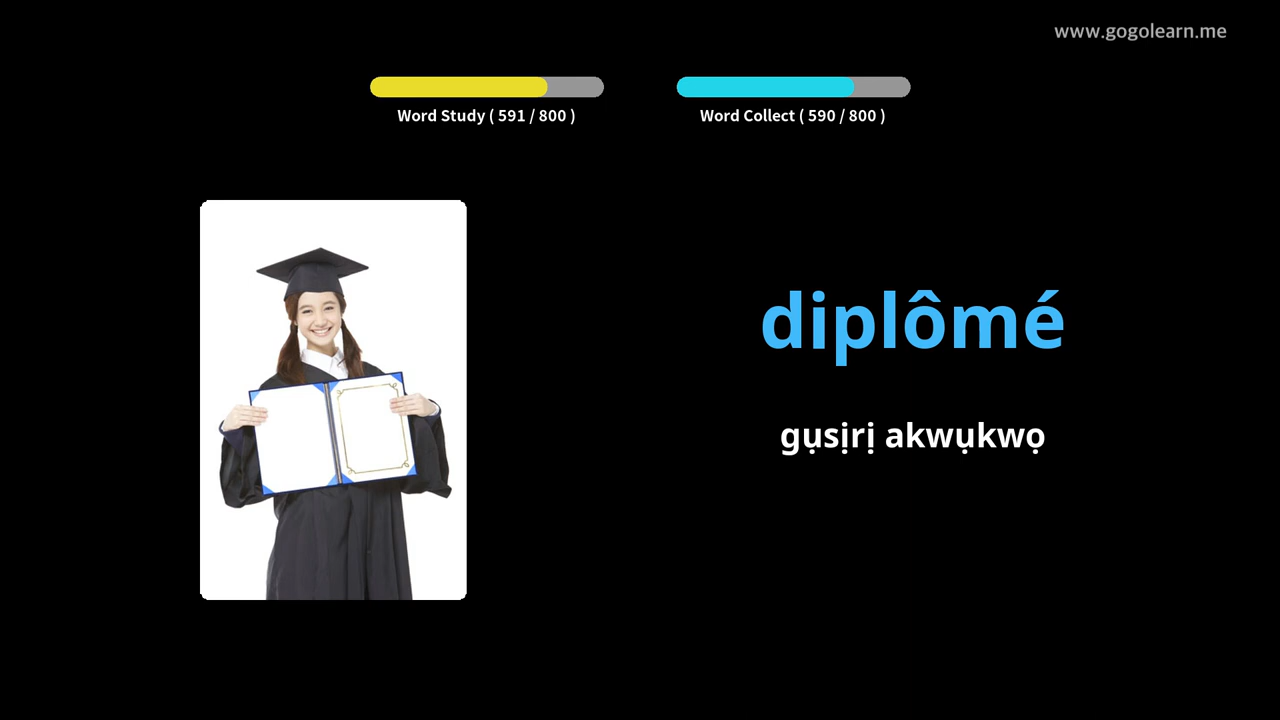 www.gogolearn.me
Word Study ( 591 / 800 )
Word Collect ( 590 / 800 )
diplômé
gụsịrị akwụkwọ